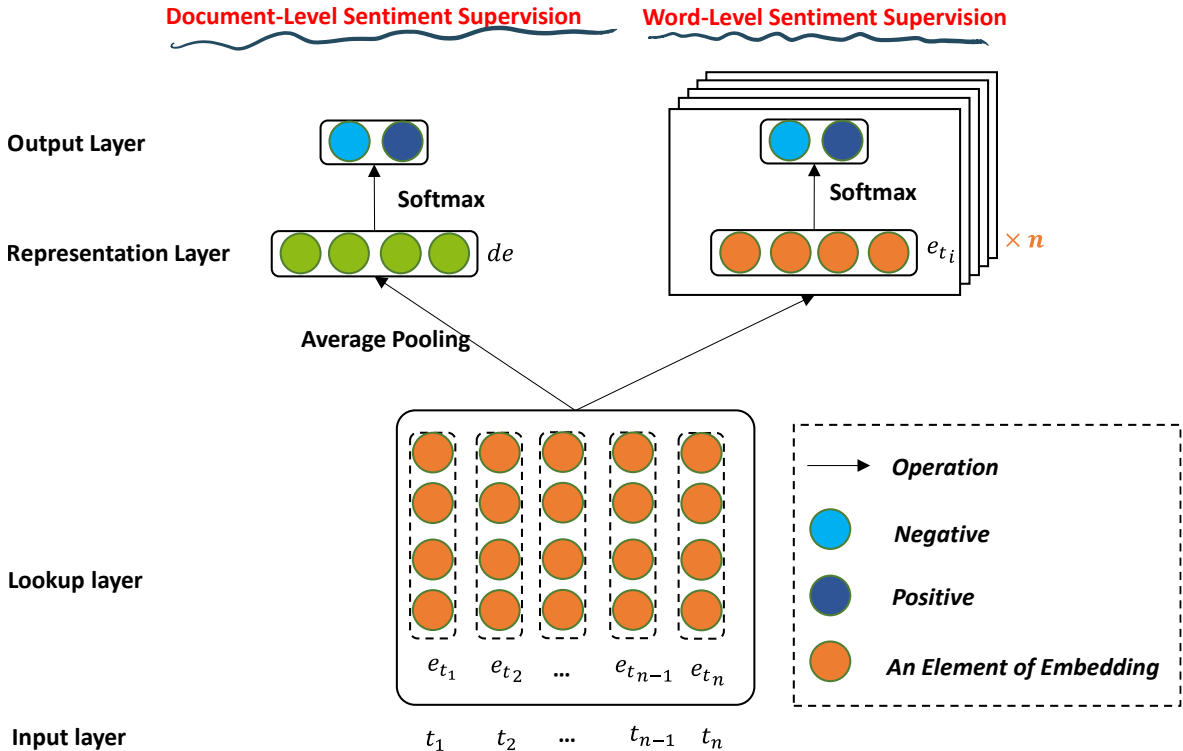 Document-Level Sentiment Supervision
Word-Level Sentiment Supervision
Output Layer
Softmax
Softmax
Representation Layer
de
e_{t_i}
× n
Average Pooling
Operation
Negative
Positive
An Element of Embedding
Lookup layer
e_{t_1} e_{t_2} ... e_{t_{n-1}} e_{t_n}
Input layer
t_1 t_2 ... t_{n-1} t_n